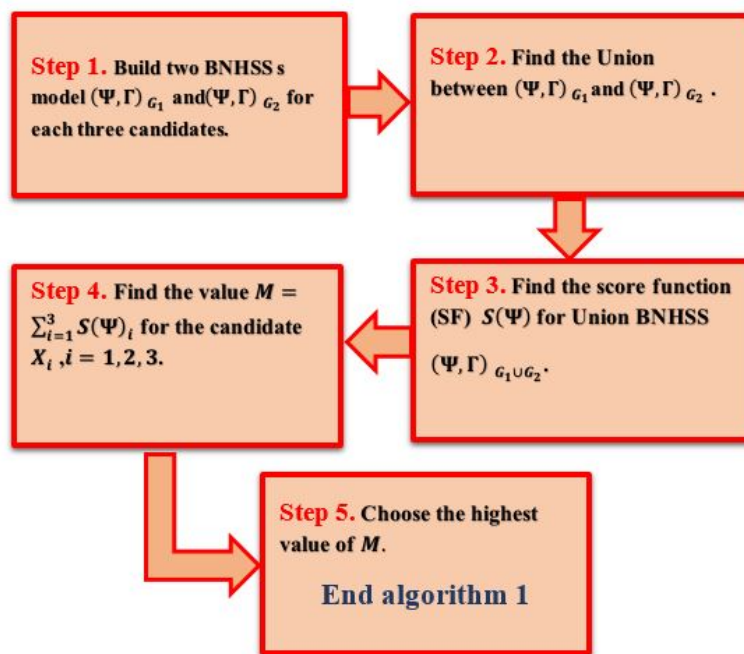 Step 1. Build two BNHSS s
model (Ψ, Γ) G₁ and(Ψ, Γ) G₂ for
each three candidates.
Step 2. Find the Union
between (Ψ, Γ) G₁ and (Ψ, Γ) G₂ .
Step 3. Find the score function
(SF) S(Ψ) for Union BNHSS
(Ψ, Γ) G₁∪G₂.
Step 4. Find the value M =
∑³ᵢ₌₁ S(Ψ)ᵢ for the candidate
Xᵢ ,i = 1, 2, 3.
Step 5. Choose the highest
value of M.
End algorithm 1